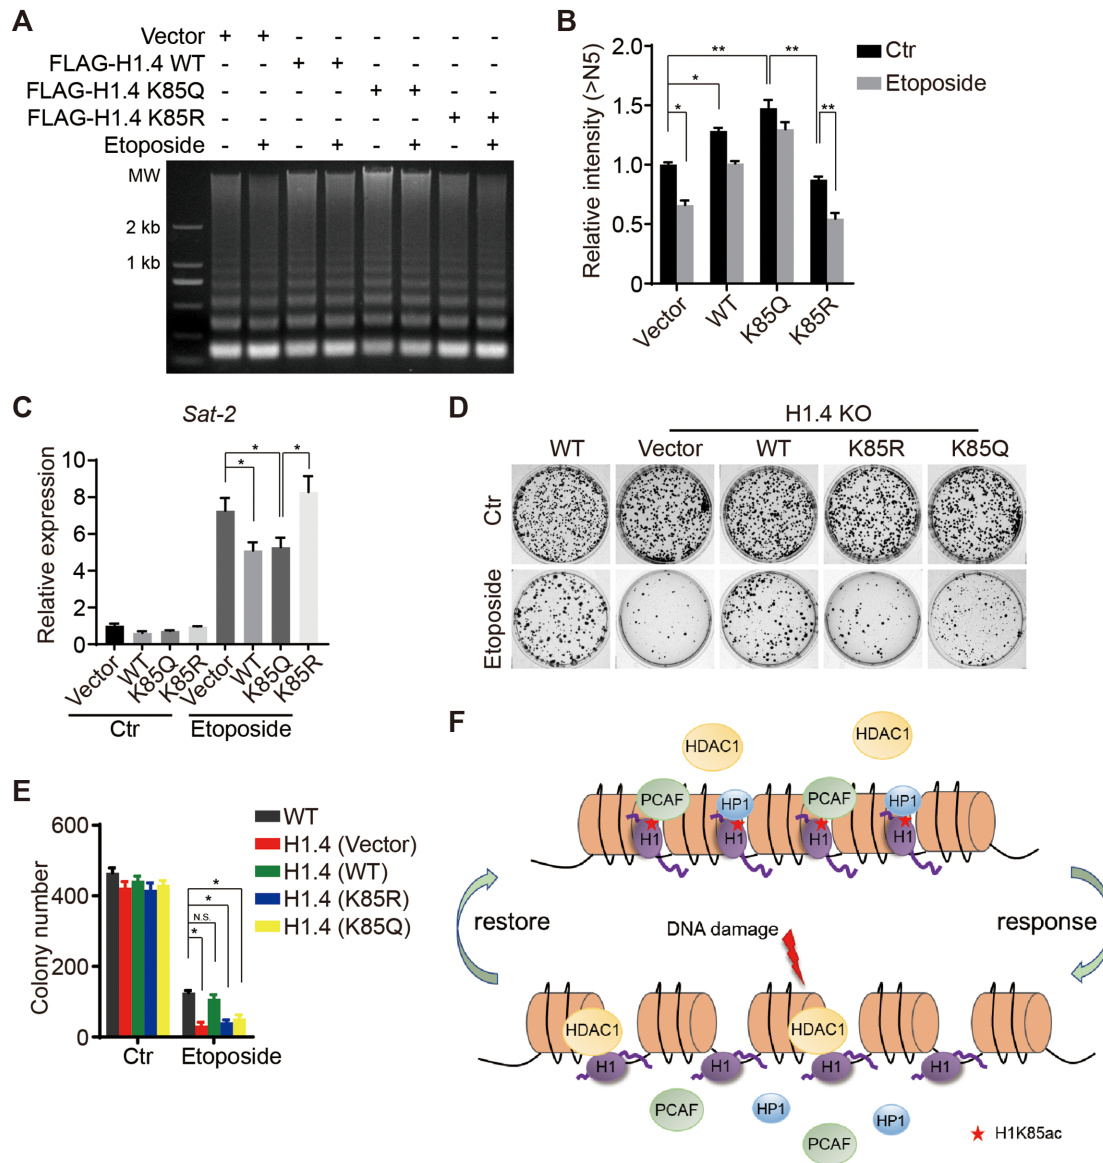 A
Vector + + - - - - - -
FLAG-H1.4 WT - - + + - - - -
FLAG-H1.4 K85Q - - - - + + - -
FLAG-H1.4 K85R - - - - - - + +
Etoposide - + - + - + - +
MW
2 kb
1 kb
B
Relative intensity (>N5)
2.0
1.5
1.0
0.5
0
** **
*
* **
Ctr
Etoposide
Vector WT K85Q K85R
C
Sat-2
Relative expression
10
8
6
4
2
0
* *
*
Vector WT K85Q K85R Vector WT K85Q K85R
Ctr Etoposide
D
H1.4 KO
WT Vector WT K85R K85Q
Ctr
Etoposide
E
Colony number
600
400
200
0
WT
H1.4 (Vector)
H1.4 (WT)
H1.4 (K85R)
H1.4 (K85Q)
*
*
N.S.
*
Ctr Etoposide
F
HDAC1 HDAC1
PCAF HP1 PCAF HP1
H1 H1 H1 H1
restore DNA damage response
HDAC1 HDAC1
H1 H1 H1 H1
PCAF HP1 HP1
PCAF H1K85ac